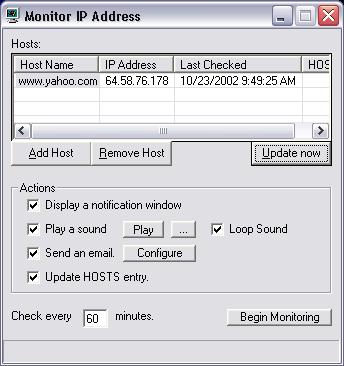 Monitor IP Address
Hosts:
Host Name IP Address Last Checked HOS
www.yahoo.com 64.58.76.178 10/23/2002 9:49:25 AM
Add Host Remove Host Update now
Actions
Display a notification window
Play a sound Play ... Loop Sound
Send an email. Configure
Update HOSTS entry.
Check every 60 minutes. Begin Monitoring